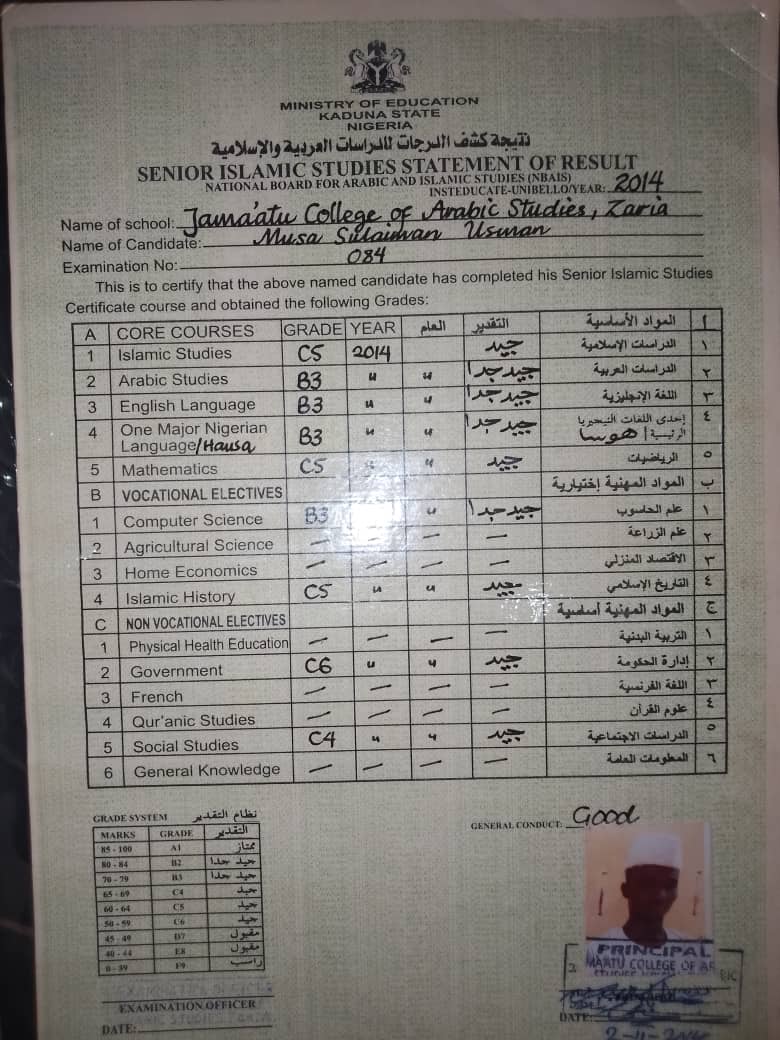 MINISTRY OF EDUCATION
KADUNA STATE
NIGERIA
نتيجة كشف الدرجات للدراسات العربية والإسلامية
SENIOR ISLAMIC STUDIES STATEMENT OF RESULT
NATIONAL BOARD FOR ARABIC AND ISLAMIC STUDIES (NBAIS)
INSTEDUCATE-UNIBELLO/YEAR: 2014
Name of school: Jama'atu College of Arabic Studies, Zaria
Name of Candidate: Musa Sulaiman Usman
Examination No: 084
This is to certify that the above named candidate has completed his Senior Islamic Studies
Certificate course and obtained the following Grades:
A CORE COURSES GRADE YEAR العام التقدير المواد الأساسية أ
1 Islamic Studies C5 2014 جيد الدراسات الإسلامية ١
2 Arabic Studies B3 " " جيد جدا الدراسات العربية ٢
3 English Language B3 " " جيد جدا اللغة الإنجليزية ٣
4 One Major Nigerian Language/Hausa B3 " " جيد جدا إحدى اللغات النيجيريا الرئيسية/هوسا ٤
5 Mathematics C5 " " جيد الرياضيات ٥
B VOCATIONAL ELECTIVES المواد المهنية إختيارية ب
1 Computer Science B3 " جيد جدا علم الحاسوب ١
2 Agricultural Science — — — — علم الزراعة ٢
3 Home Economics — — — — الاقتصاد المنزلي ٣
4 Islamic History C5 " " جيد التاريخ الإسلامي ٤
C NON VOCATIONAL ELECTIVES المواد المهنية أساسية ج
1 Physical Health Education — — — — التربية البدنية ١
2 Government C6 " " جيد إدارة الحكومة ٢
3 French — — — — اللغة الفرنسية ٣
4 Qur'anic Studies — — — — علوم القرآن ٤
5 Social Studies C4 " " جيد الدراسات الاجتماعية ٥
6 General Knowledge — — — — المعلومات العامة ٦
GRADE SYSTEM نظام التقدير
MARKS GRADE التقدير
85 - 100 A1 ممتاز
80 - 84 B2 جيد جدا
70 - 79 B3 جيد جدا
65 - 69 C4 جيد
60 - 64 C5 جيد
50 - 59 C6 جيد
45 - 49 D7 مقبول
40 - 44 E8 مقبول
0 - 39 F9 راسب
EXAMINATION OFFICER
DATE:
GENERAL CONDUCT: Good
PRINCIPAL
MAATU COLLEGE OF AR
DATE: